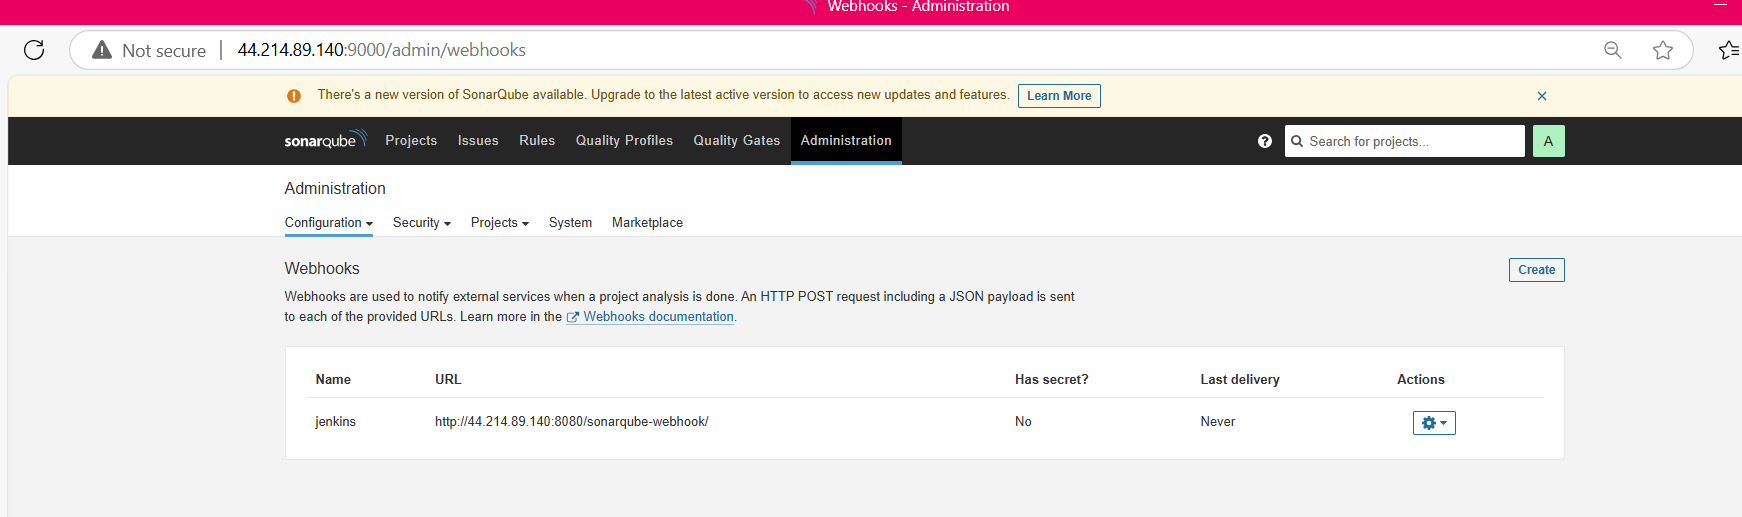 Webhooks - Administration
Not secure | 44.214.89.140:9000/admin/webhooks
There's a new version of SonarQube available. Upgrade to the latest active version to access new updates and features. Learn More
sonarqube Projects Issues Rules Quality Profiles Quality Gates Administration Search for projects... A
Administration
Configuration Security Projects System Marketplace
Webhooks
Create
Webhooks are used to notify external services when a project analysis is done. An HTTP POST request including a JSON payload is sent
to each of the provided URLs. Learn more in the Webhooks documentation.
Name URL Has secret? Last delivery Actions
jenkins http://44.214.89.140:8080/sonarqube-webhook/ No Never